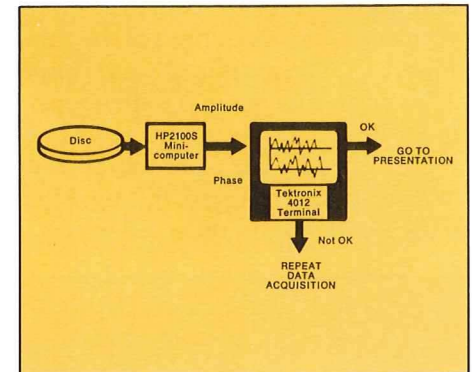 Amplitude
Disc
HP2100S
Mini-
computer
Phase
OK
GO TO
PRESENTATION
Tektronix
4012
Terminal
Not OK
REPEAT
DATA
ACQUISITION